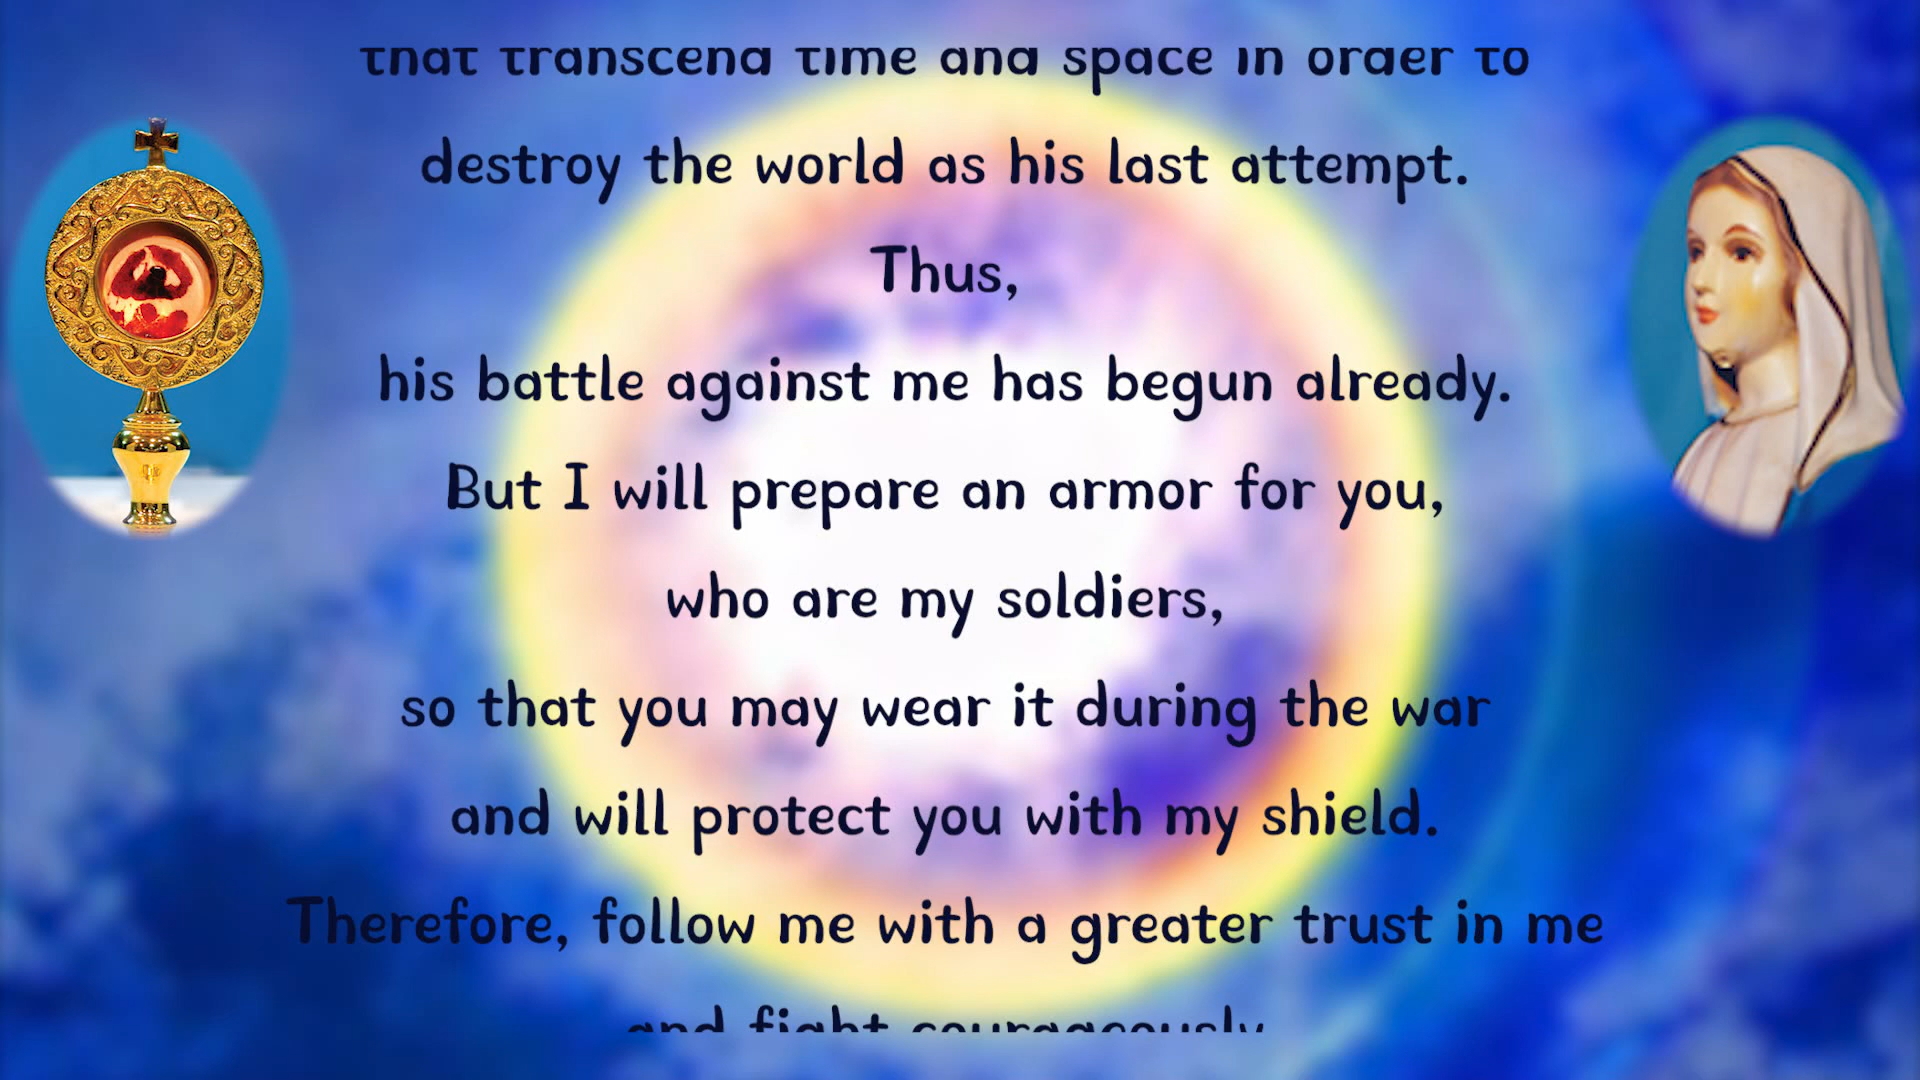 that transcend time and space in order to
destroy the world as his last attempt.
Thus,
his battle against me has begun already.
But I will prepare an armor for you,
who are my soldiers,
so that you may wear it during the war
and will protect you with my shield.
Therefore, follow me with a greater trust in me
and fight courageously